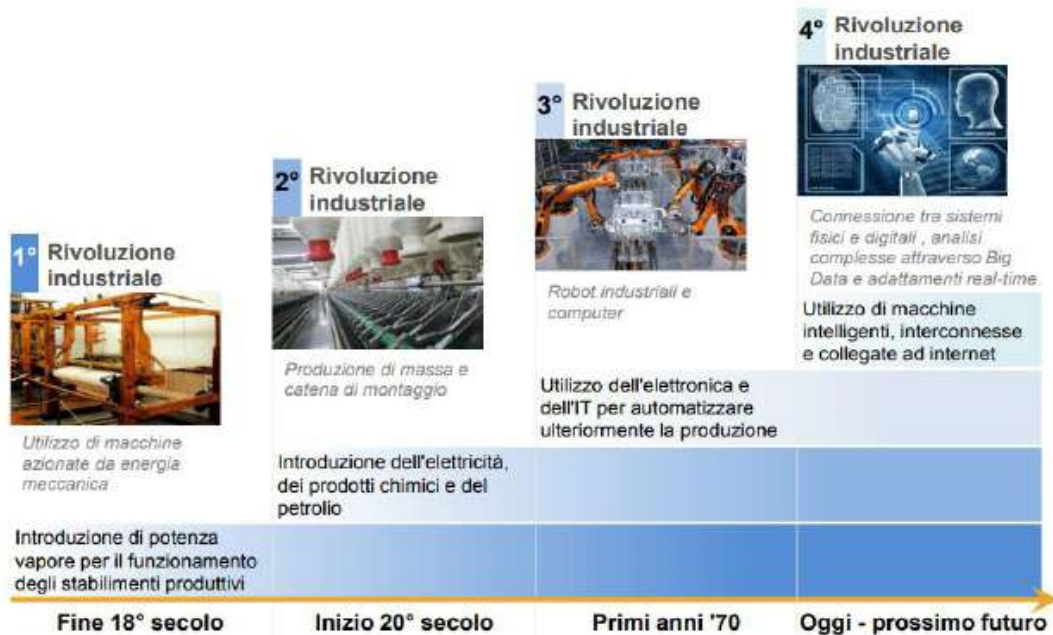 1° Rivoluzione
industriale
Utilizzo di macchine
azionate da energia
meccanica
Introduzione di potenza
vapore per il funzionamento
degli stabilimenti produttivi
Fine 18° secolo
2° Rivoluzione
industriale
Produzione di massa e
catena di montaggio
Introduzione dell'elettricità,
dei prodotti chimici e del
petrolio
Inizio 20° secolo
3° Rivoluzione
industriale
Robot industriali e
computer
Utilizzo dell'elettronica e
dell'IT per automatizzare
ulteriormente la produzione
Primi anni '70
4° Rivoluzione
industriale
Connessione tra sistemi
fisici e digitali , analisi
complesse attraverso Big
Data e adattamenti real-time
Utilizzo di macchine
intelligenti, interconnesse
e collegate ad internet
Oggi - prossimo futuro